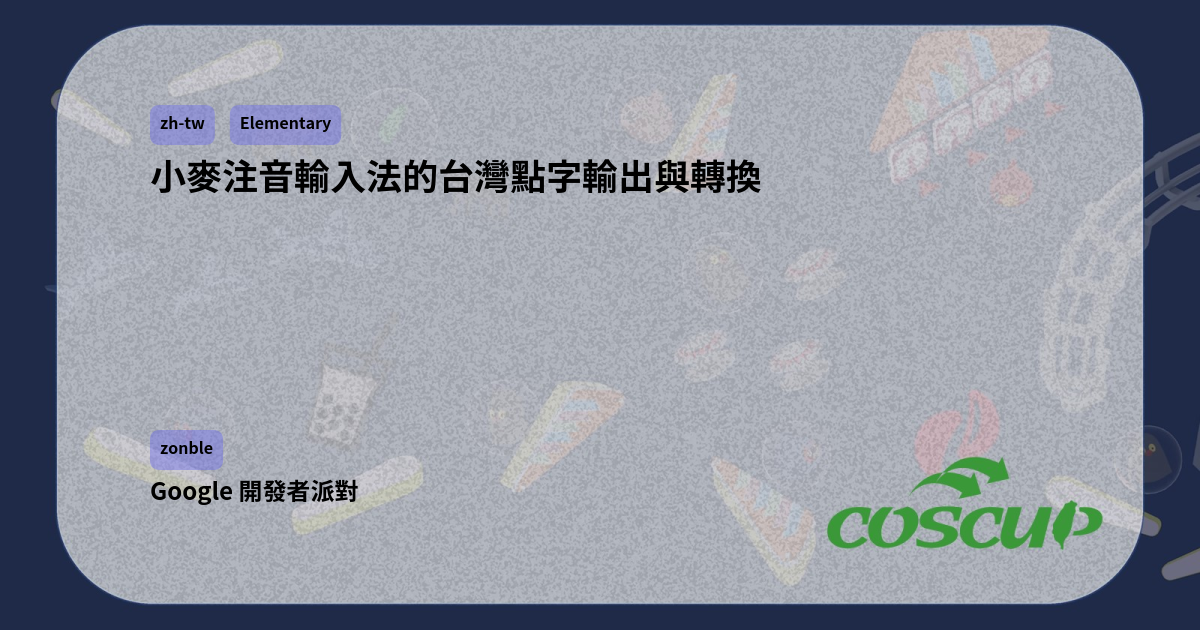 zh-tw Elementary
小麥注音輸入法的台灣點字輸出與轉換
zonble
Google 開發者派對
COSCUP